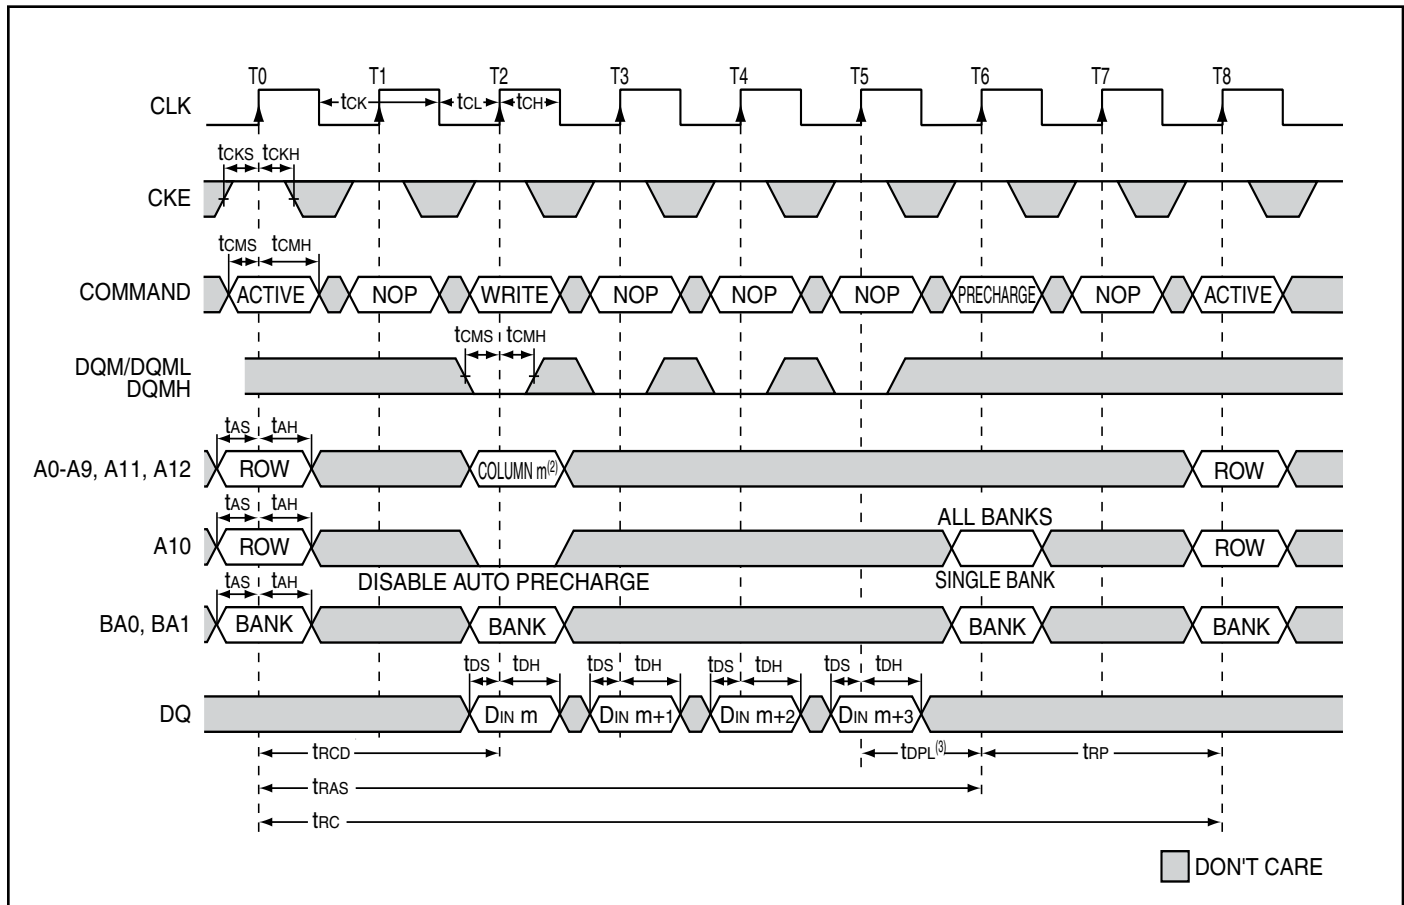 T0 T1 T2 T3 T4 T5 T6 T7 T8
CLK tCK tCL tCH
tCKS tCKH
CKE
tCMS tCMH
COMMAND ACTIVE NOP WRITE NOP NOP NOP PRECHARGE NOP ACTIVE
tCMS tCMH
DQM/DQML
DQMH
tAS tAH
A0-A9, A11, A12 ROW COLUMN m(2) ROW
tAS tAH
ALL BANKS
A10 ROW ROW
DISABLE AUTO PRECHARGE SINGLE BANK
tAS tAH
BA0, BA1 BANK BANK BANK BANK
tDS tDH tDS tDH tDS tDH tDS tDH
DQ DIN m DIN m+1 DIN m+2 DIN m+3
tRCD tDPL(3) tRP
tRAS
tRC
DON'T CARE